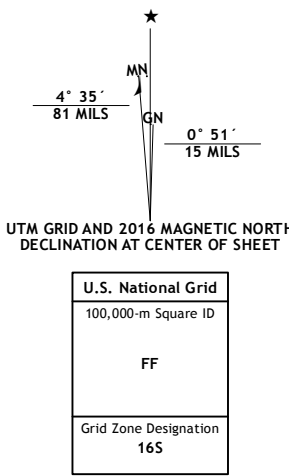 MN
GN
4° 35´
81 MILS
0° 51´
15 MILS
UTM GRID AND 2016 MAGNETIC NORTH
DECLINATION AT CENTER OF SHEET
U.S. National Grid
100,000-m Square ID
FF
Grid Zone Designation
16S